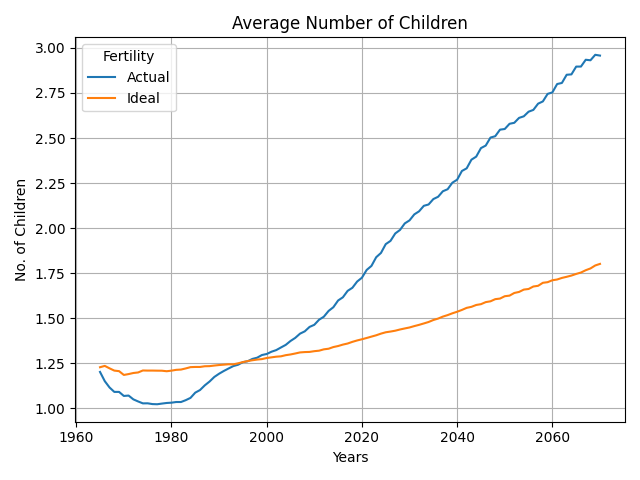 Average Number of Children
Fertility
Actual
Ideal
3.00
2.75
2.50
2.25
2.00
1.75
1.50
1.25
1.00
No. of Children
1960 1980 2000 2020 2040 2060
Years